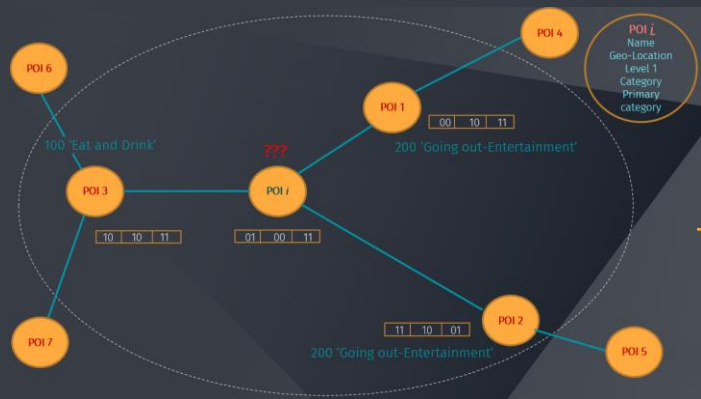 POI 4
POI i
Name
Geo-Location
Level 1
Category
Primary
category
POI 6
POI 1
00 10 11
100 'Eat and Drink'
???
200 'Going out-Entertainment'
POI 3
POI i
10 10 11
01 00 11
POI 2
11 10 01
POI 7
200 'Going out-Entertainment'
POI 5